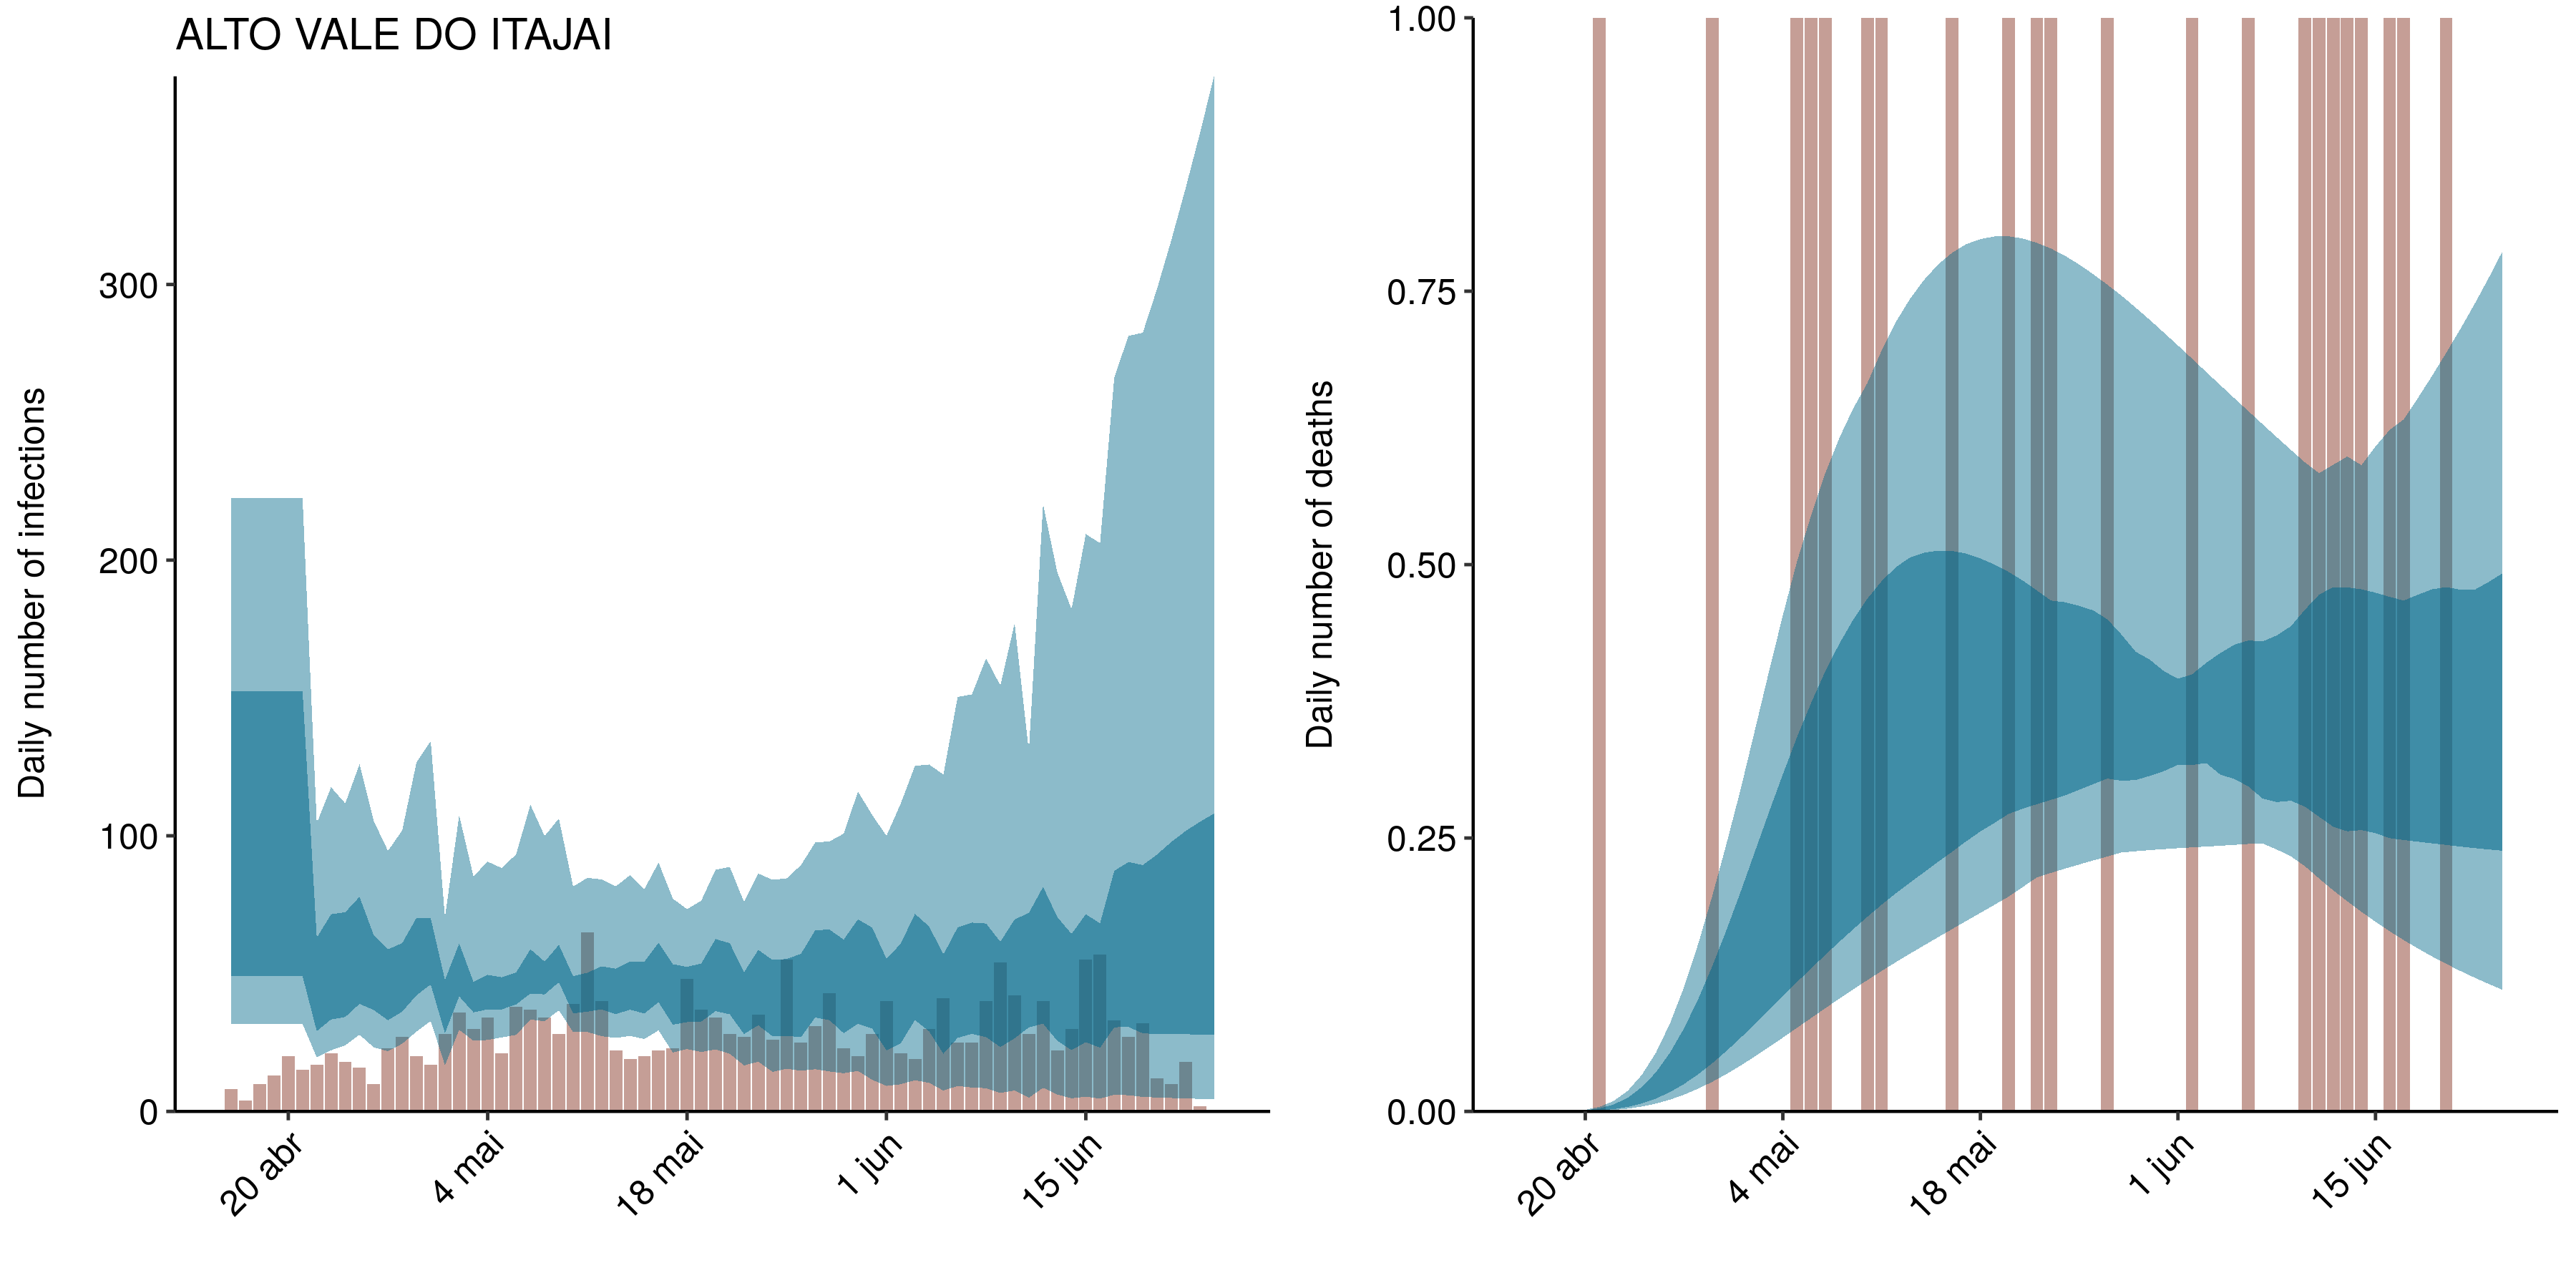 ALTO VALE DO ITAJAI
Daily number of infections
300
200
100
0
20 abr
4 mai
18 mai
1 jun
15 jun
Daily number of deaths
1.00
0.75
0.50
0.25
0.00
20 abr
4 mai
18 mai
1 jun
15 jun